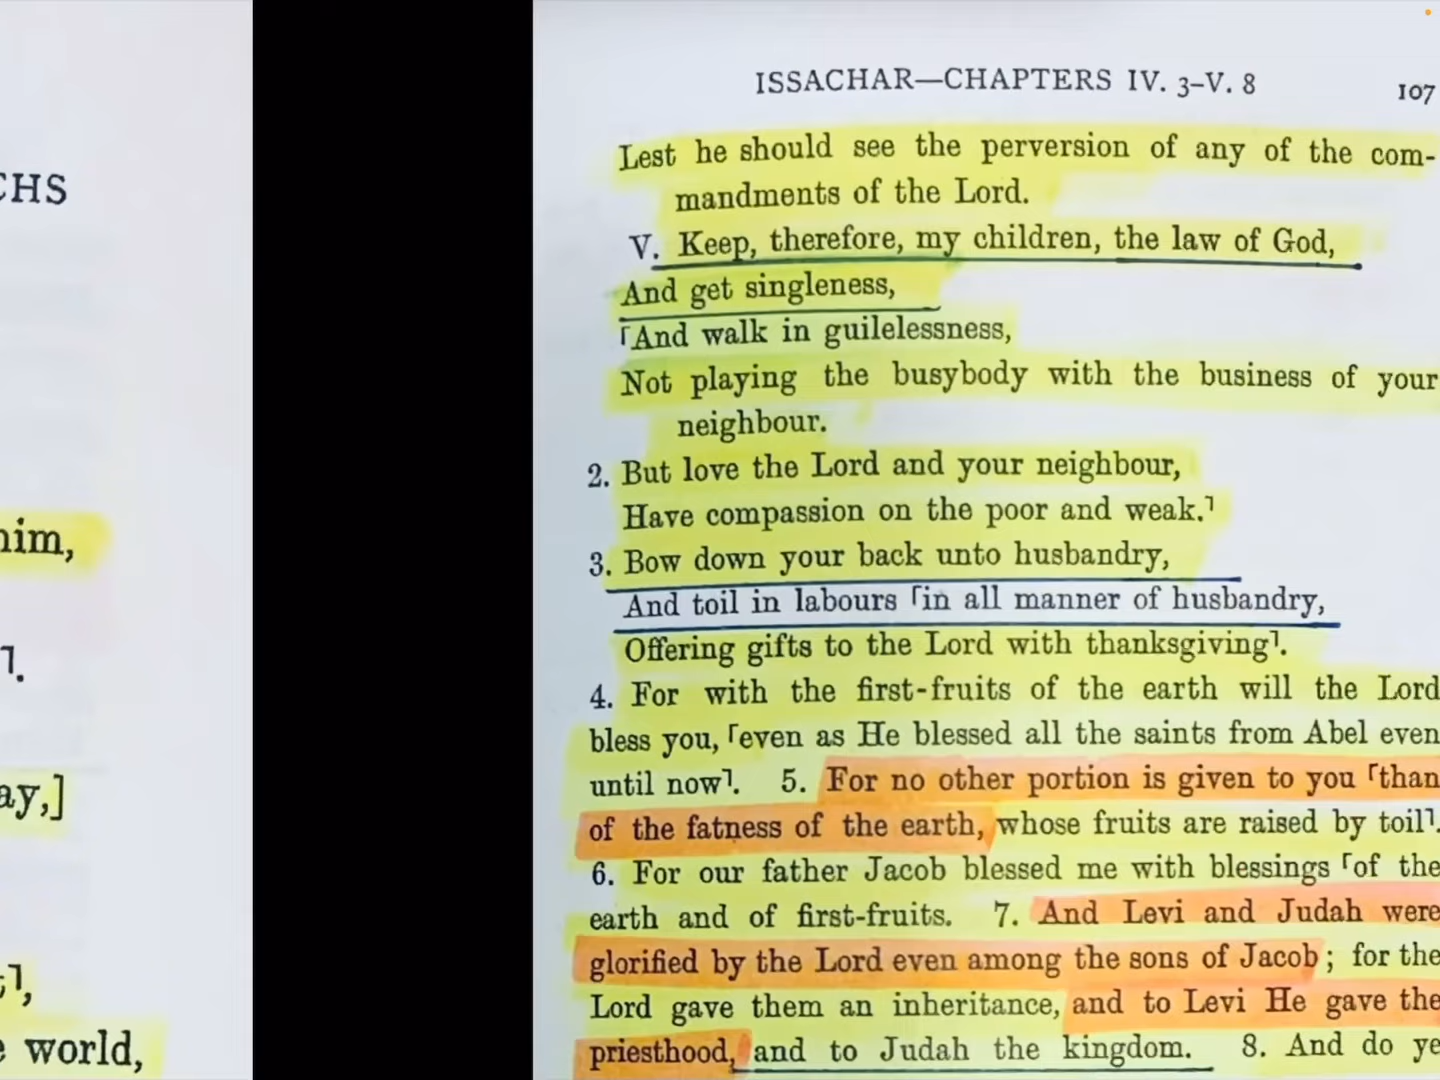 CHS
him,
⸣.
ay,]
⸣,
world,
ISSACHAR—CHAPTERS IV. 3–V. 8 107
Lest he should see the perversion of any of the com-
mandments of the Lord.
V. Keep, therefore, my children, the law of God,
And get singleness,
⸢And walk in guilelessness,
Not playing the busybody with the business of your
neighbour.
2. But love the Lord and your neighbour,
Have compassion on the poor and weak.⸣
3. Bow down your back unto husbandry,
And toil in labours ⸢in all manner of husbandry,
Offering gifts to the Lord with thanksgiving⸣.
4. For with the first-fruits of the earth will the Lord
bless you, ⸢even as He blessed all the saints from Abel even
until now⸣. 5. For no other portion is given to you ⸢than
of the fatness of the earth, whose fruits are raised by toil⸣.
6. For our father Jacob blessed me with blessings ⸢of the
earth and of first-fruits. 7. And Levi and Judah were
glorified by the Lord even among the sons of Jacob; for the
Lord gave them an inheritance, and to Levi He gave the
priesthood, and to Judah the kingdom. 8. And do ye